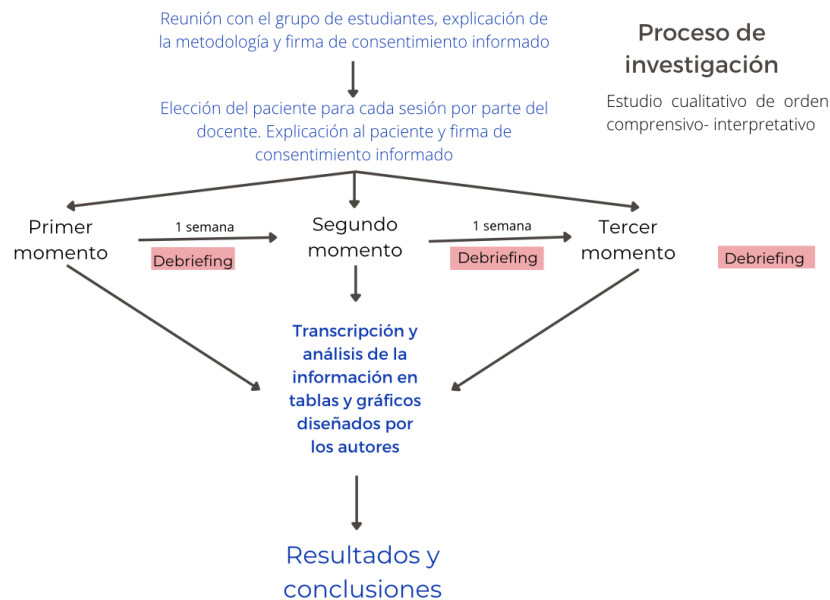 Reunión con el grupo de estudiantes, explicación de
la metodología y firma de consentimiento informado
Proceso de
investigación
Estudio cualitativo de orden
comprensivo- interpretativo
Elección del paciente para cada sesión por parte del
docente. Explicación al paciente y firma de
consentimiento informado
Primer
momento
1 semana
Debriefing
Segundo
momento
1 semana
Debriefing
Tercer
momento
Debriefing
Transcripción y
análisis de la
información en
tablas y gráficos
diseñados por
los autores
Resultados y
conclusiones